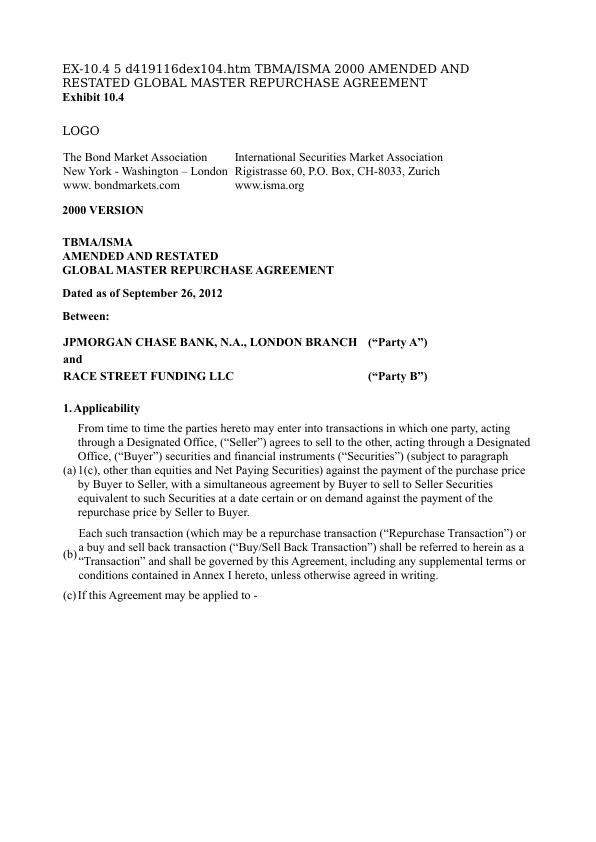 EX-10.4 5 d419116dex104.htm TBMA/ISMA 2000 AMENDED AND
RESTATED GLOBAL MASTER REPURCHASE AGREEMENT
Exhibit 10.4
LOGO
The Bond Market Association International Securities Market Association
New York - Washington – London Rigistrasse 60, P.O. Box, CH-8033, Zurich
www. bondmarkets.com www.isma.org
2000 VERSION
TBMA/ISMA
AMENDED AND RESTATED
GLOBAL MASTER REPURCHASE AGREEMENT
Dated as of September 26, 2012
Between:
JPMORGAN CHASE BANK, N.A., LONDON BRANCH (“Party A”)
and
RACE STREET FUNDING LLC (“Party B”)
1. Applicability
From time to time the parties hereto may enter into transactions in which one party, acting
through a Designated Office, (“Seller”) agrees to sell to the other, acting through a Designated
Office, (“Buyer”) securities and financial instruments (“Securities”) (subject to paragraph
(a) 1(c), other than equities and Net Paying Securities) against the payment of the purchase price
by Buyer to Seller, with a simultaneous agreement by Buyer to sell to Seller Securities
equivalent to such Securities at a date certain or on demand against the payment of the
repurchase price by Seller to Buyer.
Each such transaction (which may be a repurchase transaction (“Repurchase Transaction”) or
a buy and sell back transaction (“Buy/Sell Back Transaction”) shall be referred to herein as a
(b) “Transaction” and shall be governed by this Agreement, including any supplemental terms or
conditions contained in Annex I hereto, unless otherwise agreed in writing.
(c) If this Agreement may be applied to -